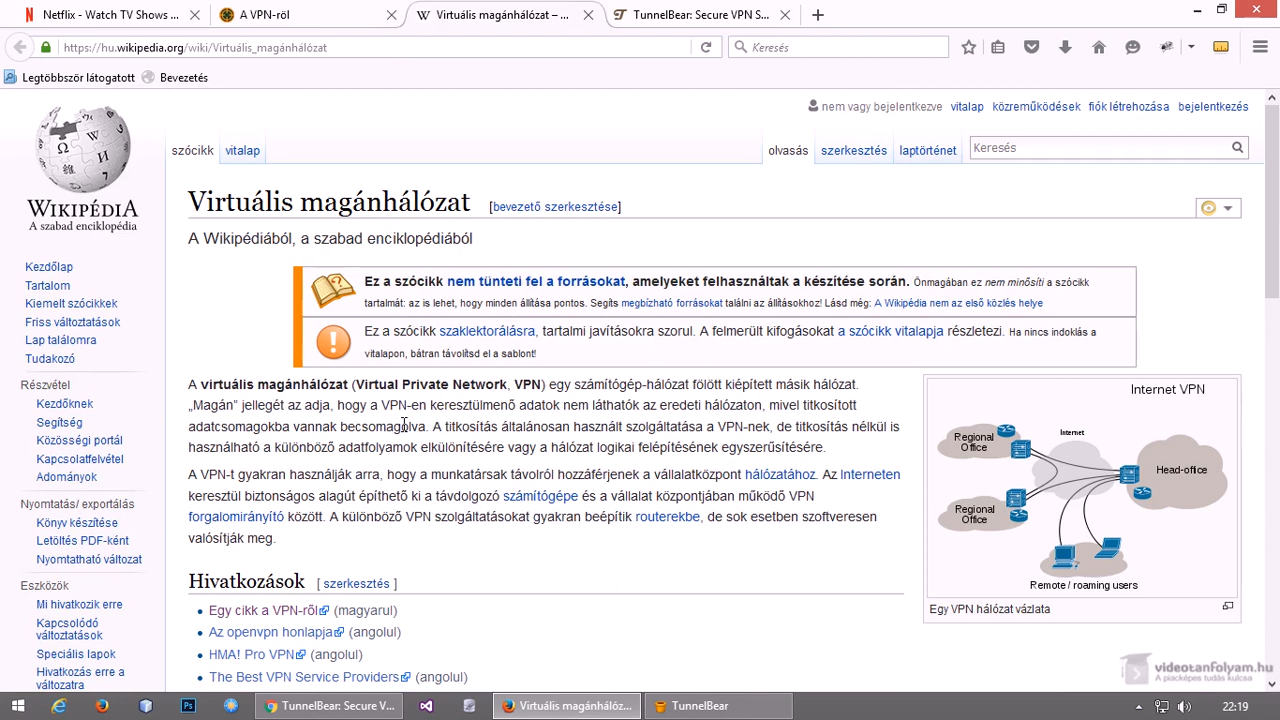 Netflix - Watch TV Shows ...
A VPN-ről
Virtuális magánhálózat – ...
TunnelBear: Secure VPN S...
https://hu.wikipedia.org/wiki/Virtuális_magánhálózat
Keresés
Legtöbbször látogatott
Bevezetés
nem vagy bejelentkezve vitalap közreműködések fiók létrehozása bejelentkezés
szócikk vitalap olvasás szerkesztés laptörténet Keresés
WIKIPÉDIA
A szabad enciklopédia
Virtuális magánhálózat [bevezető szerkesztése]
A Wikipédiából, a szabad enciklopédiából
Ez a szócikk nem tünteti fel a forrásokat, amelyeket felhasználtak a készítése során. Önmagában ez nem minősíti a szócikk
tartalmát: az is lehet, hogy minden állítása pontos. Segíts megbízható forrásokat találni az állításokhoz! Lásd még: A Wikipédia nem az első közlés helye
Ez a szócikk szaklektorálásra, tartalmi javításokra szorul. A felmerült kifogásokat a szócikk vitalapja részletezi. Ha nincs indoklás a
vitalapon, bátran távolítsd el a sablont!
A virtuális magánhálózat (Virtual Private Network, VPN) egy számítógép-hálózat fölött kiépített másik hálózat.
„Magán” jellegét az adja, hogy a VPN-en keresztülmenő adatok nem láthatók az eredeti hálózaton, mivel titkosított
adatcsomagokba vannak becsomagolva. A titkosítás általánosan használt szolgáltatása a VPN-nek, de titkosítás nélkül is
használható a különböző adatfolyamok elkülönítésére vagy a hálózat logikai felépítésének egyszerűsítésére.
A VPN-t gyakran használják arra, hogy a munkatársak távolról hozzáférjenek a vállalatközpont hálózatához. Az Interneten
keresztül biztonságos alagút építhető ki a távdolgozó számítógépe és a vállalat központjában működő VPN
forgalomirányító között. A különböző VPN szolgáltatásokat gyakran beépítik routerekbe, de sok esetben szoftveresen
valósítják meg.
Hivatkozások [ szerkesztés ]
Egy cikk a VPN-ről (magyarul)
Az openvpn honlapja (angolul)
HMA! Pro VPN (angolul)
The Best VPN Service Providers (angolul)
Internet VPN
Internet
Regional
Office
Head-office
Regional
Office
Remote / roaming users
Egy VPN hálózat vázlata
Kezdőlap
Tartalom
Kiemelt szócikkek
Friss változtatások
Lap találomra
Tudakozó
Részvétel
Kezdőknek
Segítség
Közösségi portál
Kapcsolatfelvétel
Adományok
Nyomtatás/exportálás
Könyv készítése
Letöltés PDF-ként
Nyomtatható változat
Eszközök
Mi hivatkozik erre
Kapcsolódó
változtatások
Speciális lapok
Hivatkozás erre a
változatra
videotanfolyam.hu
A piacképes tudás kulcsa
TunnelBear: Secure V...
Virtuális magánhálóz...
TunnelBear
22:19